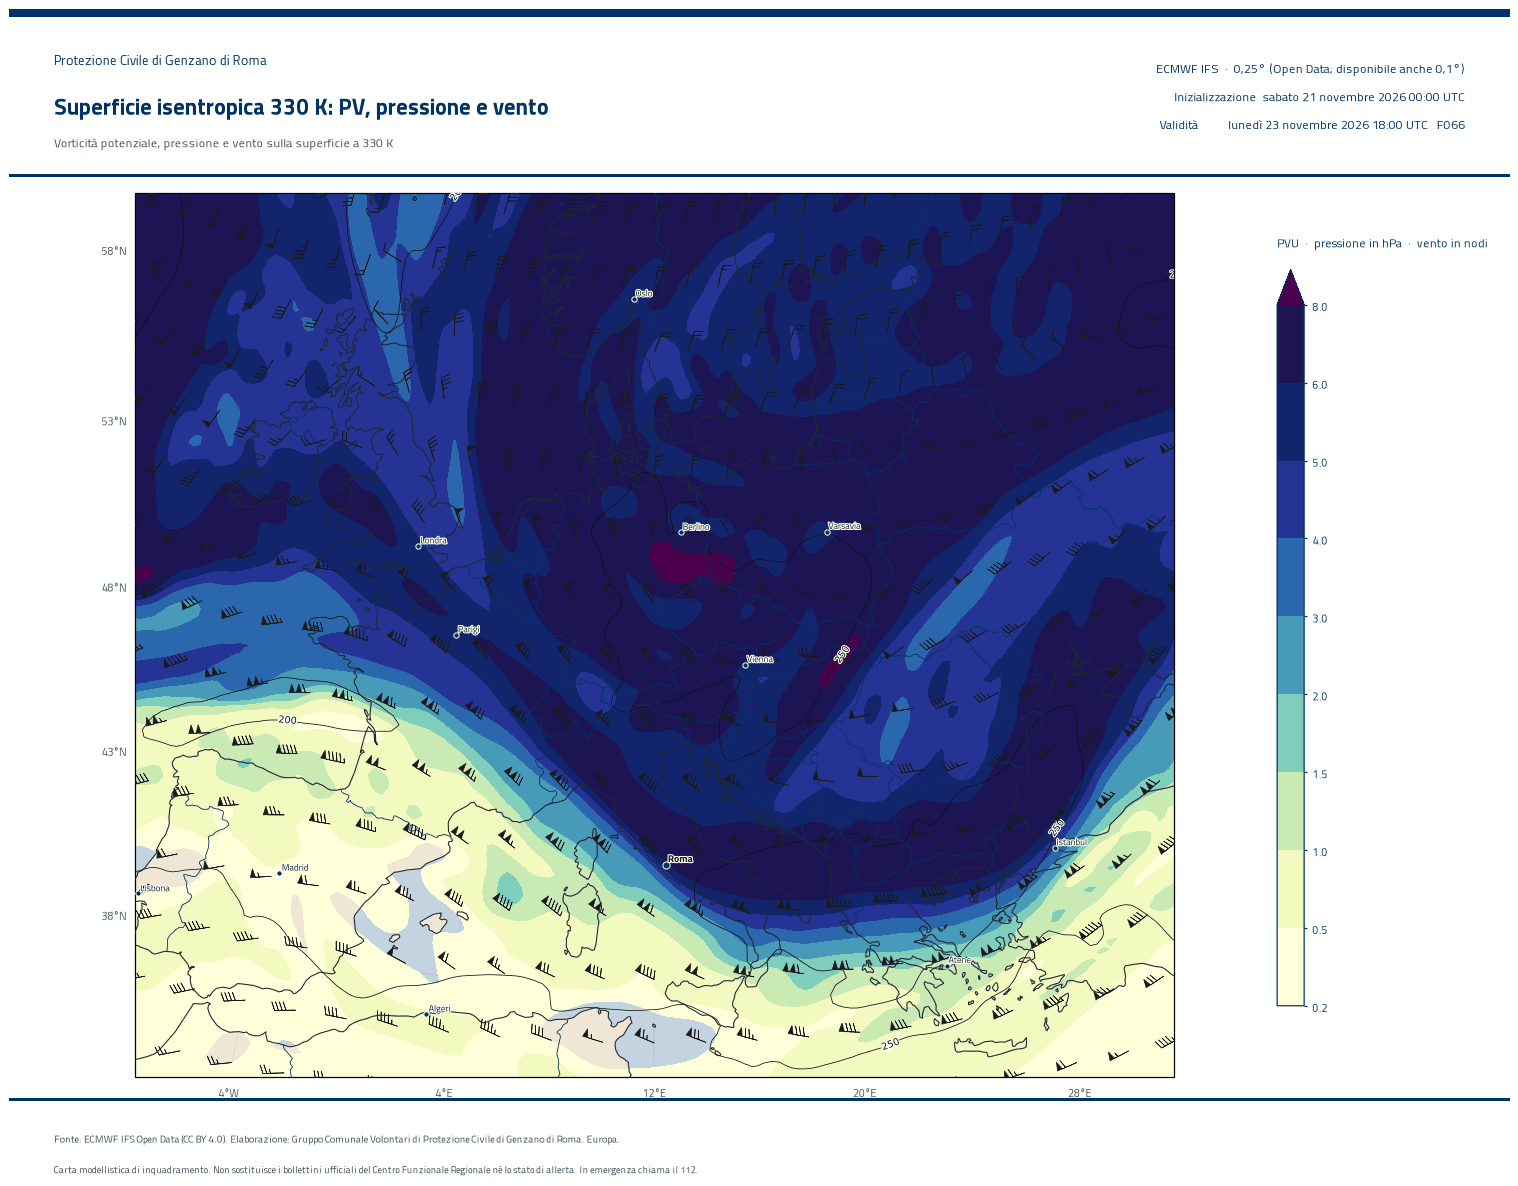 Protezione Civile di Genzano di Roma
Superficie isentropica 330 K: PV, pressione e vento
Vorticità potenziale, pressione e vento sulla superficie a 330 K
ECMWF IFS · 0,25° (Open Data; disponibile anche 0,1°)
Inizializzazione sabato 21 novembre 2026 00:00 UTC
Validità lunedì 23 novembre 2026 18:00 UTC F066
PVU · pressione in hPa · vento in nodi
58°N
53°N
48°N
43°N
38°N
4°W
4°E
12°E
20°E
28°E
Oslo
Berlino
Varsavia
Londra
Parigi
Vienna
250
200
250
Istanbul
Roma
Madrid
Lisbona
Atene
Algeri
250
8.0
6.0
5.0
4.0
3.0
2.0
1.5
1.0
0.5
0.2
Fonte: ECMWF IFS Open Data (CC BY 4.0). Elaborazione: Gruppo Comunale Volontari di Protezione Civile di Genzano di Roma. Europa.
Carta modellistica di inquadramento. Non sostituisce i bollettini ufficiali del Centro Funzionale Regionale né lo stato di allerta. In emergenza chiama il 112.